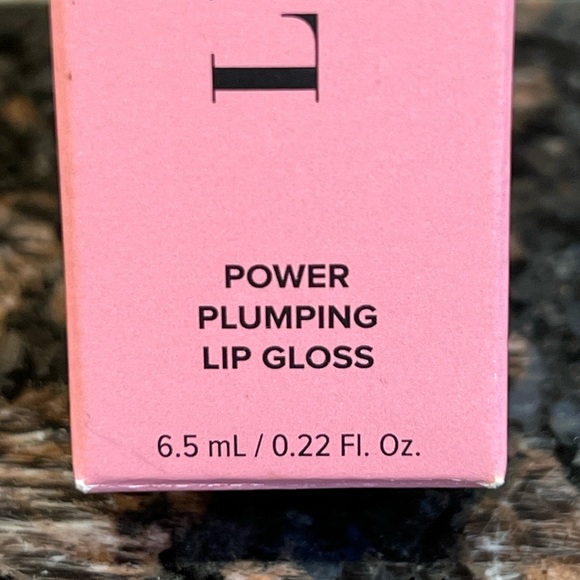 L
POWER
PLUMPING
LIP GLOSS
6.5 mL / 0.22 Fl. Oz.